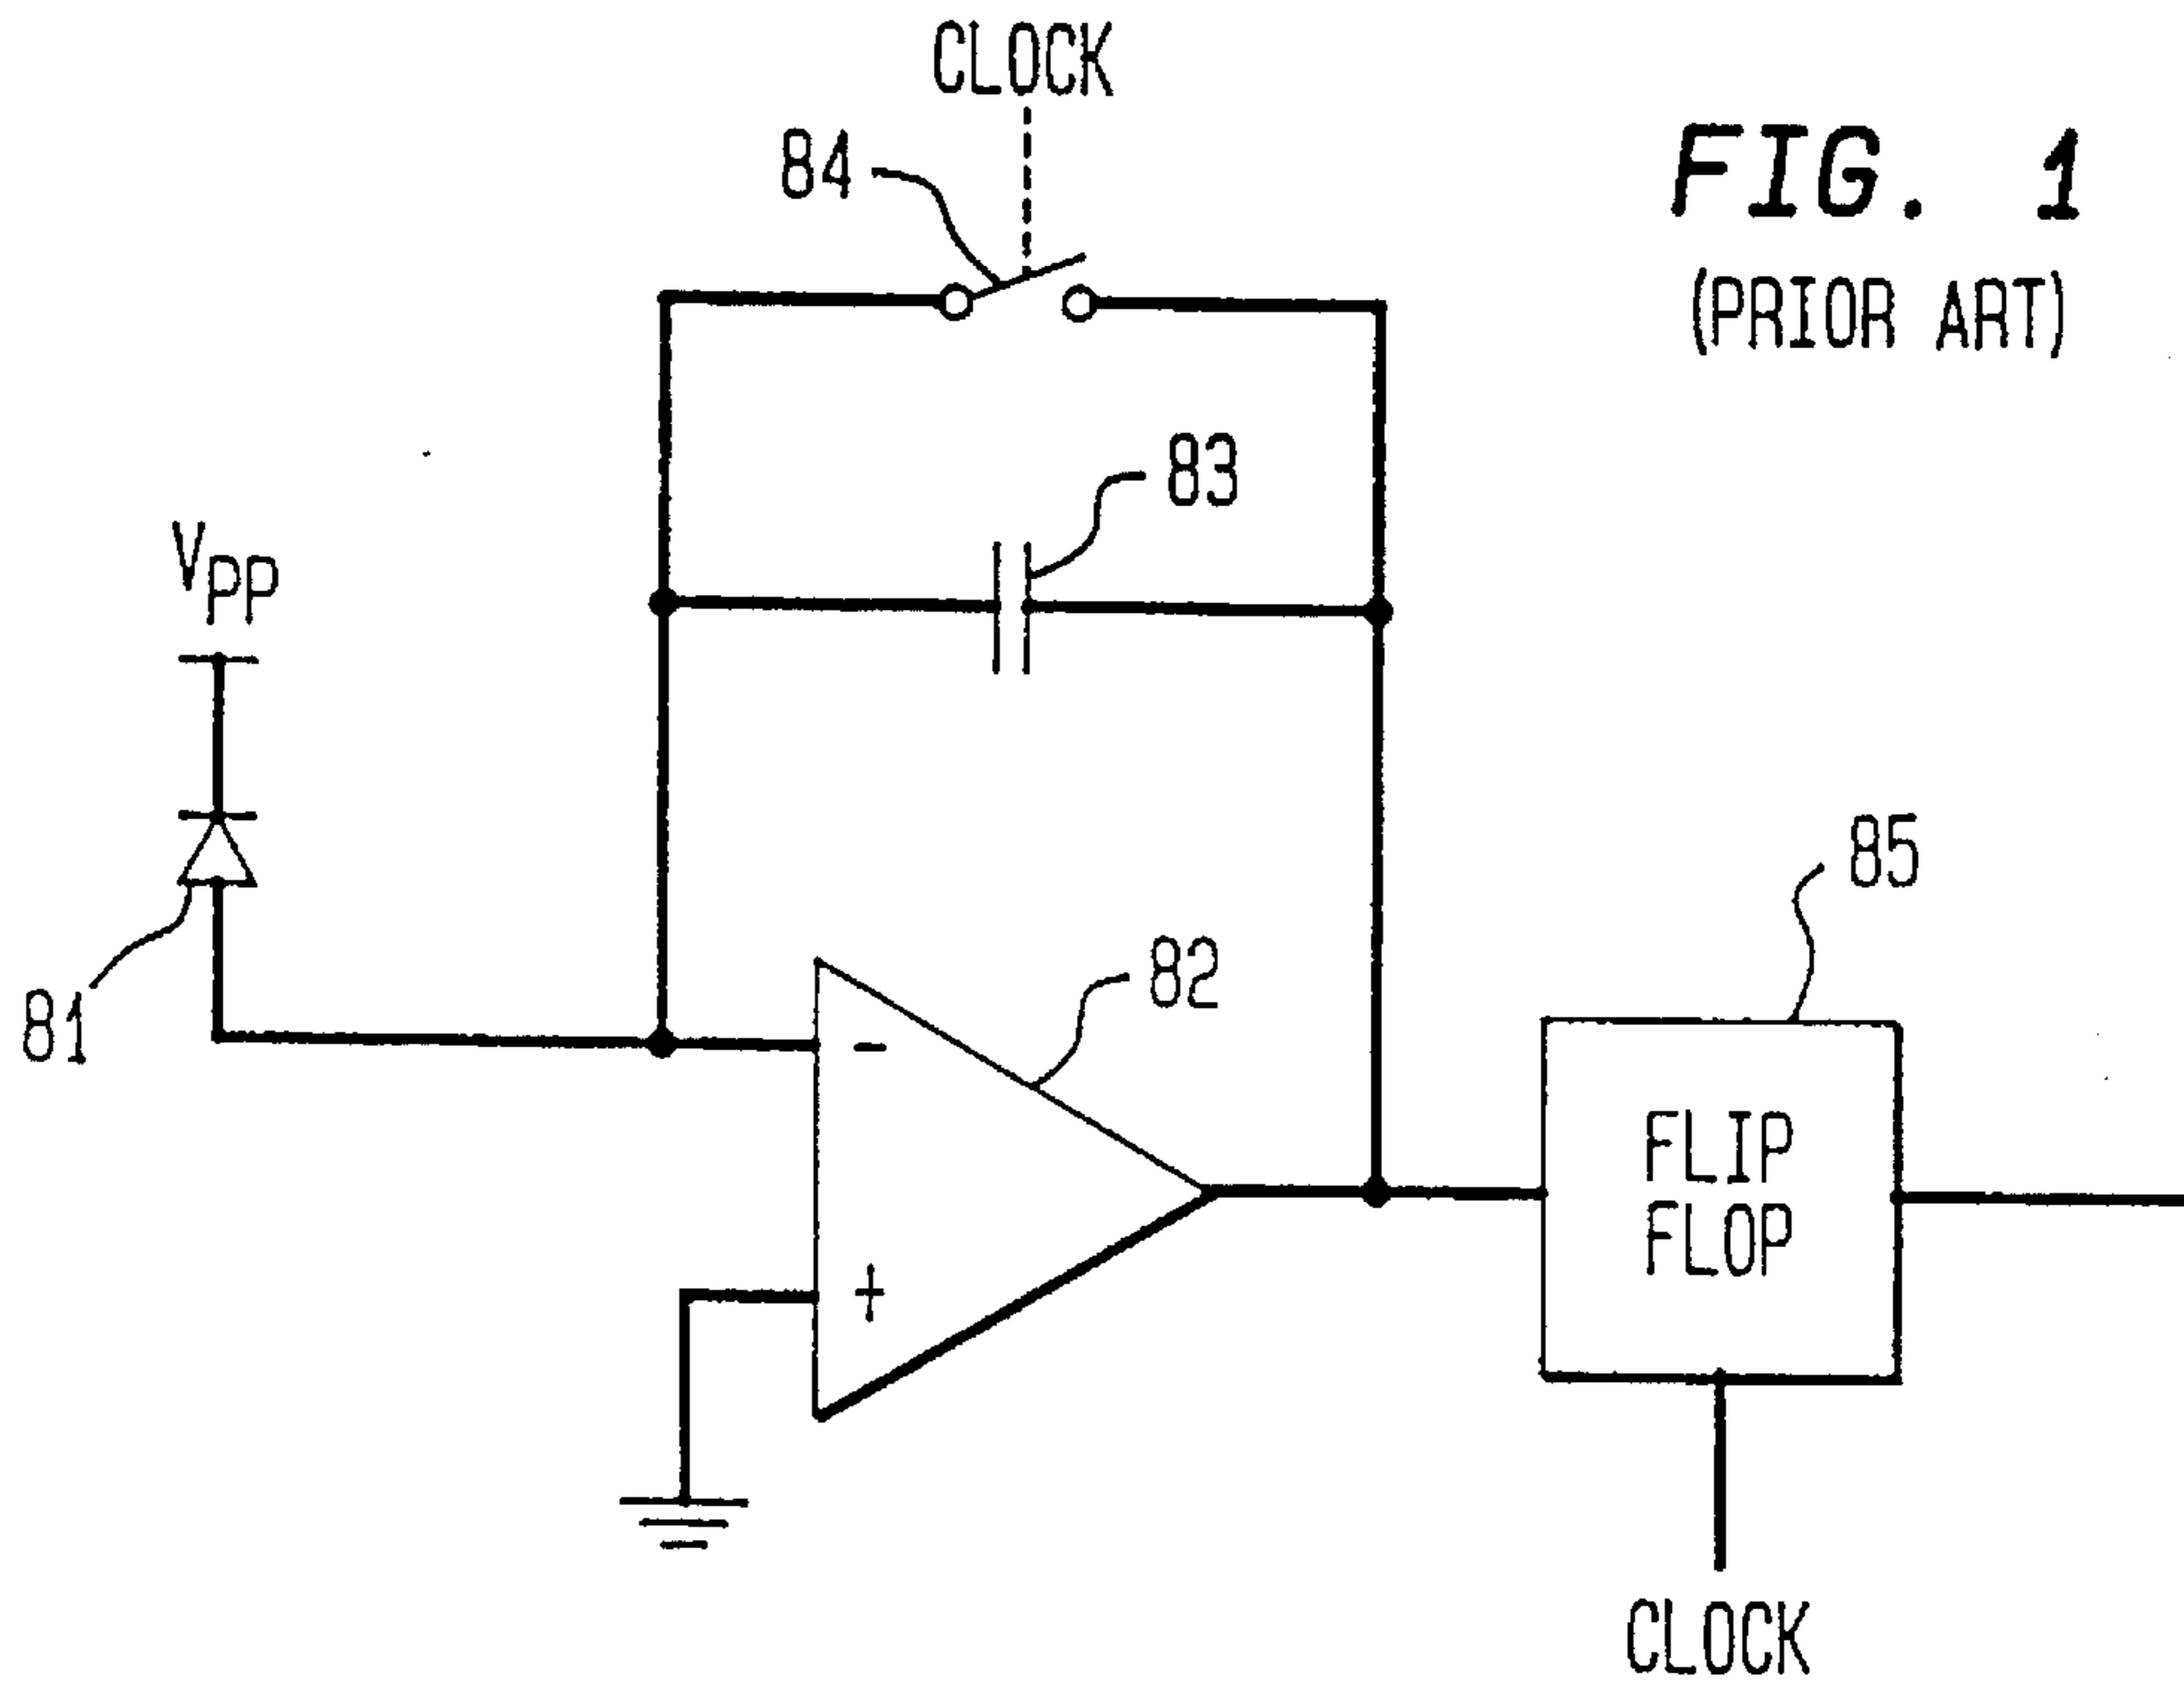 CLOCK
84
FIG. 1
(PRIOR ART)
83
VPP
85
82
81
-
FLIP
FLOP
+
CLOCK